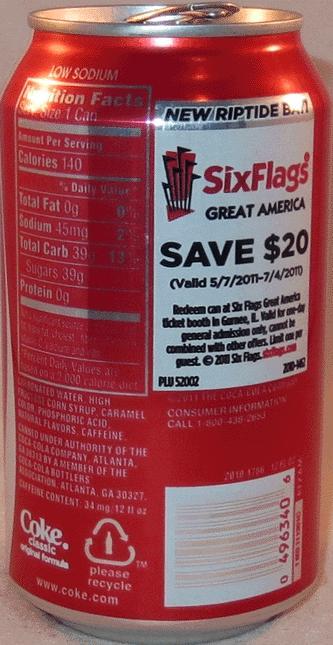 LOW SODIUM
Nutrition Facts
Size 1 Can
Amount Per Serving
Calories 140
% Daily Value
Total Fat 0g 0%
Sodium 45mg 2%
Total Carb 39g 13%
Sugars 39g
Protein 0g
Percent Daily Values are
based on a 2,000 calorie diet.
CARBONATED WATER, HIGH
CORN SYRUP, CARAMEL
COLOR, PHOSPHORIC ACID,
NATURAL FLAVORS, CAFFEINE.
CANNED UNDER AUTHORITY OF THE
COCA-COLA COMPANY, ATLANTA,
GA 30313 BY A MEMBER OF THE
COCA-COLA BOTTLERS'
ASSOCIATION, ATLANTA, GA 30327.
CAFFEINE CONTENT: 34 mg/12 fl oz
Coke.
classic
original formula
please
recycle
TM
www.coke.com
NEW RIPTIDE BAY!
SixFlags®
GREAT AMERICA
SAVE $20
(Valid 5/7/2011-7/4/2011)
Redeem can at Six Flags Great America
ticket booth in Gurnee, IL. Valid for one-day
general admission only, cannot be
combined with other offers. Limit one per
guest. © 2011 Six Flags.
PLU 52002
© 2011 THE COCA-COLA COMPANY
CONSUMER INFORMATION
CALL 1-800-438-2653
0 496340 6